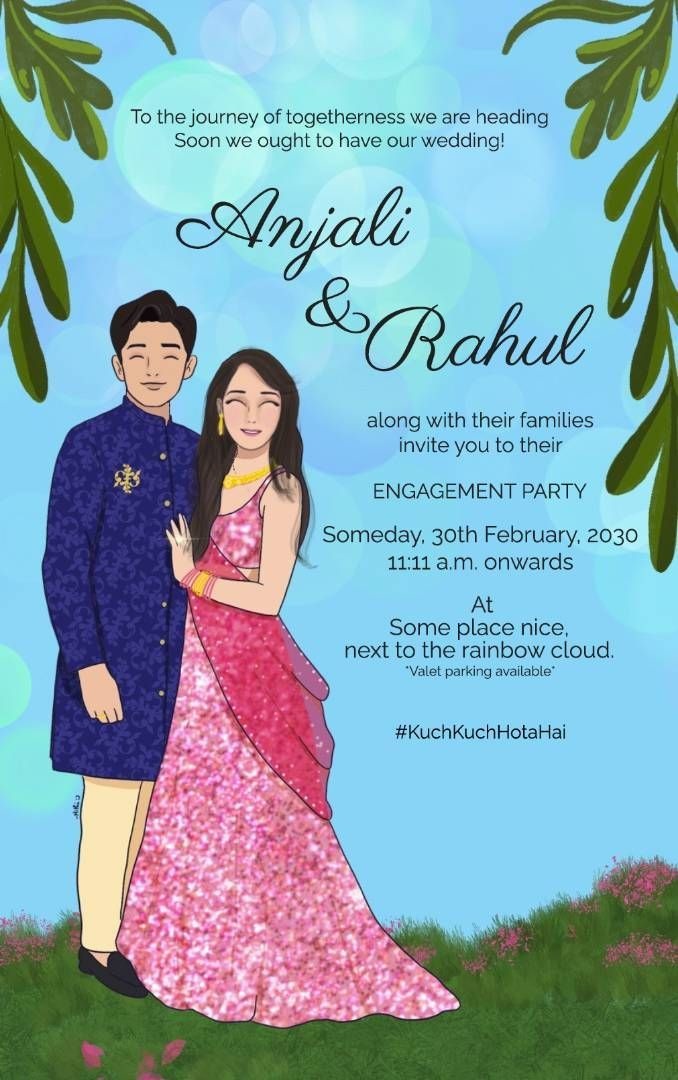 To the journey of togetherness we are heading
Soon we ought to have our wedding!
Anjali
&
Rahul
along with their families
invite you to their
ENGAGEMENT PARTY
Someday, 30th February, 2030
11:11 a.m. onwards
At
Some place nice,
next to the rainbow cloud.
*Valet parking available*
#KuchKuchHotaHai